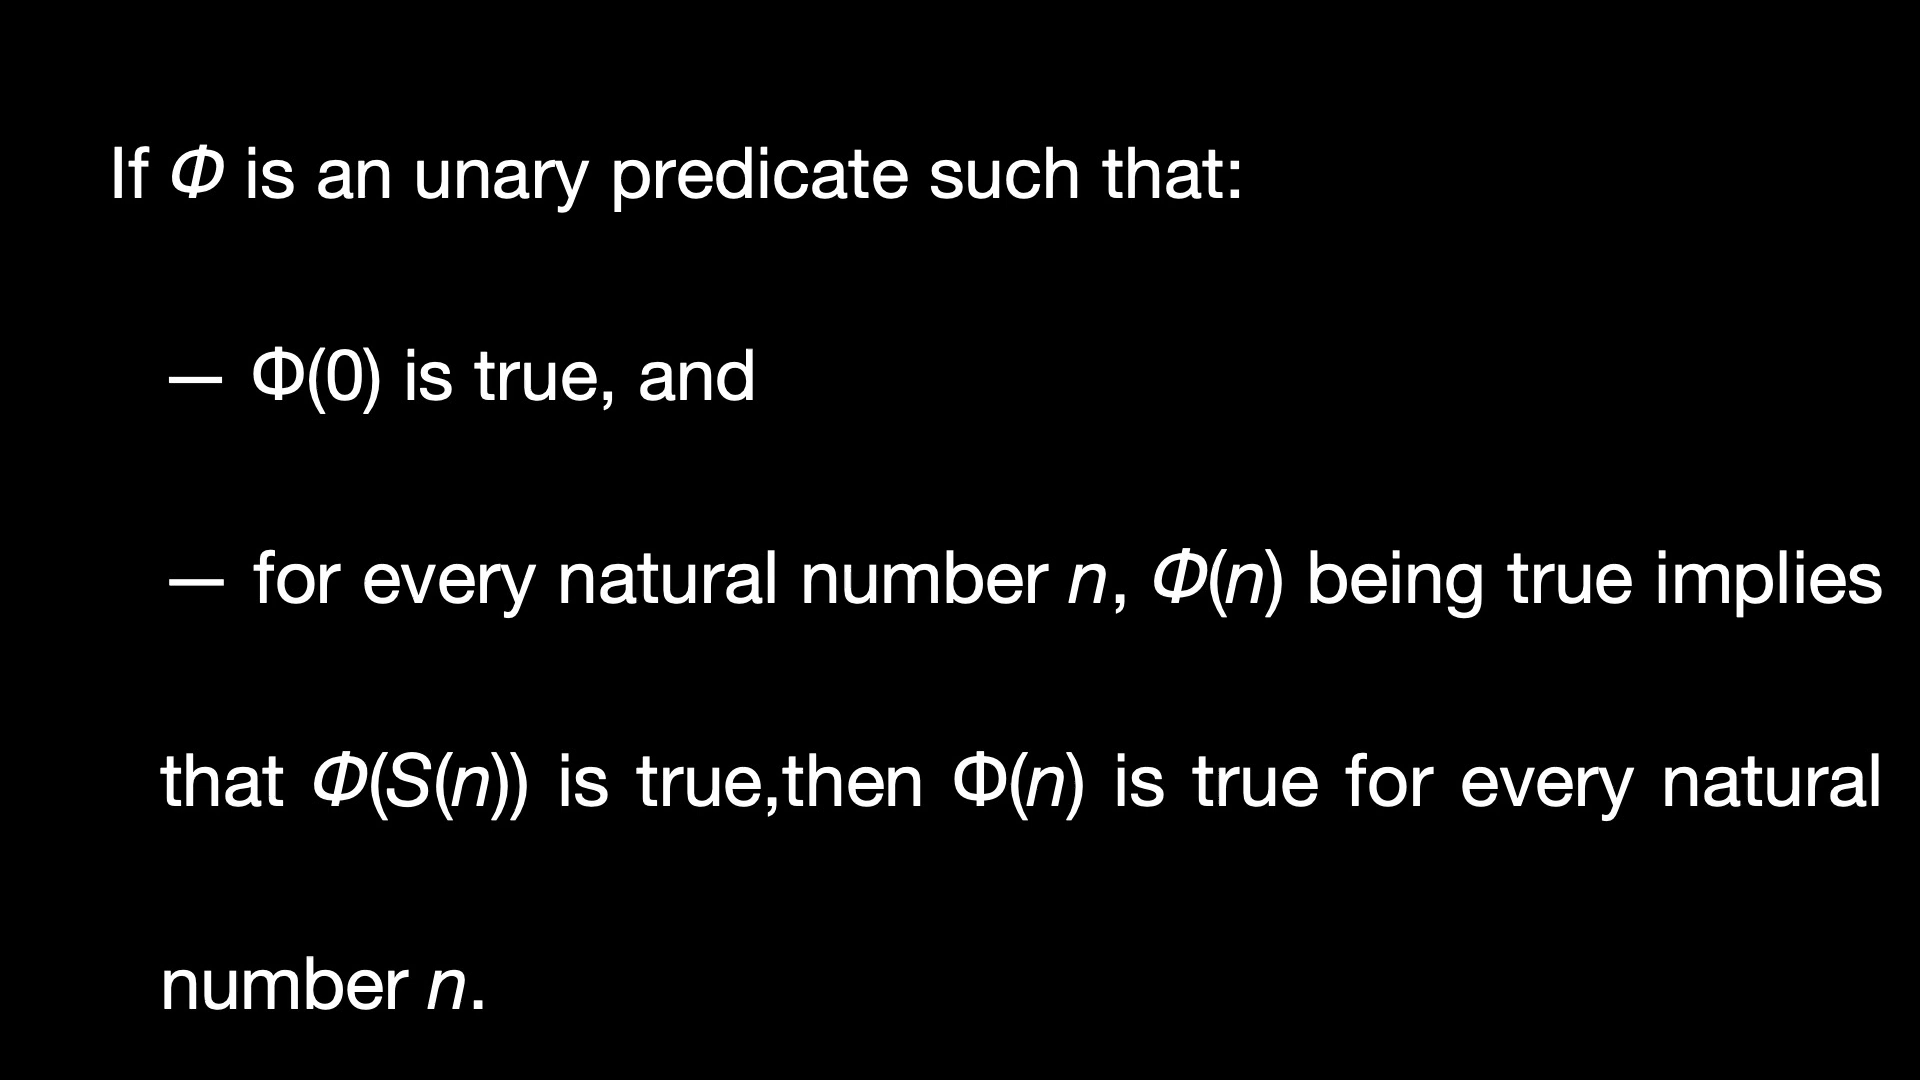 If Φ is an unary predicate such that:
— Φ(0) is true, and
— for every natural number n, Φ(n) being true implies
that Φ(S(n)) is true,then Φ(n) is true for every natural
number n.